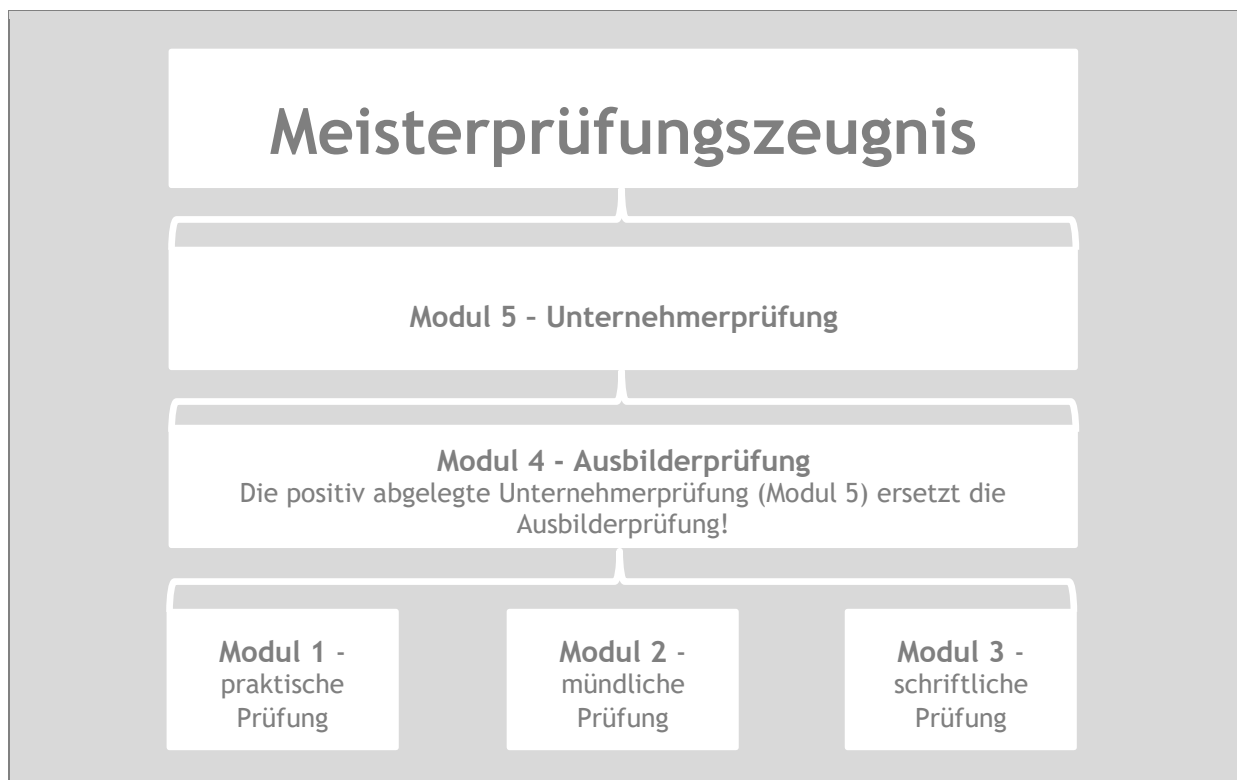 Meisterprüfungszeugnis
Modul 5 – Unternehmerprüfung
Modul 4 - Ausbilderprüfung
Die positiv abgelegte Unternehmerprüfung (Modul 5) ersetzt die
Ausbilderprüfung!
Modul 1 -
praktische
Prüfung
Modul 2 -
mündliche
Prüfung
Modul 3 -
schriftliche
Prüfung